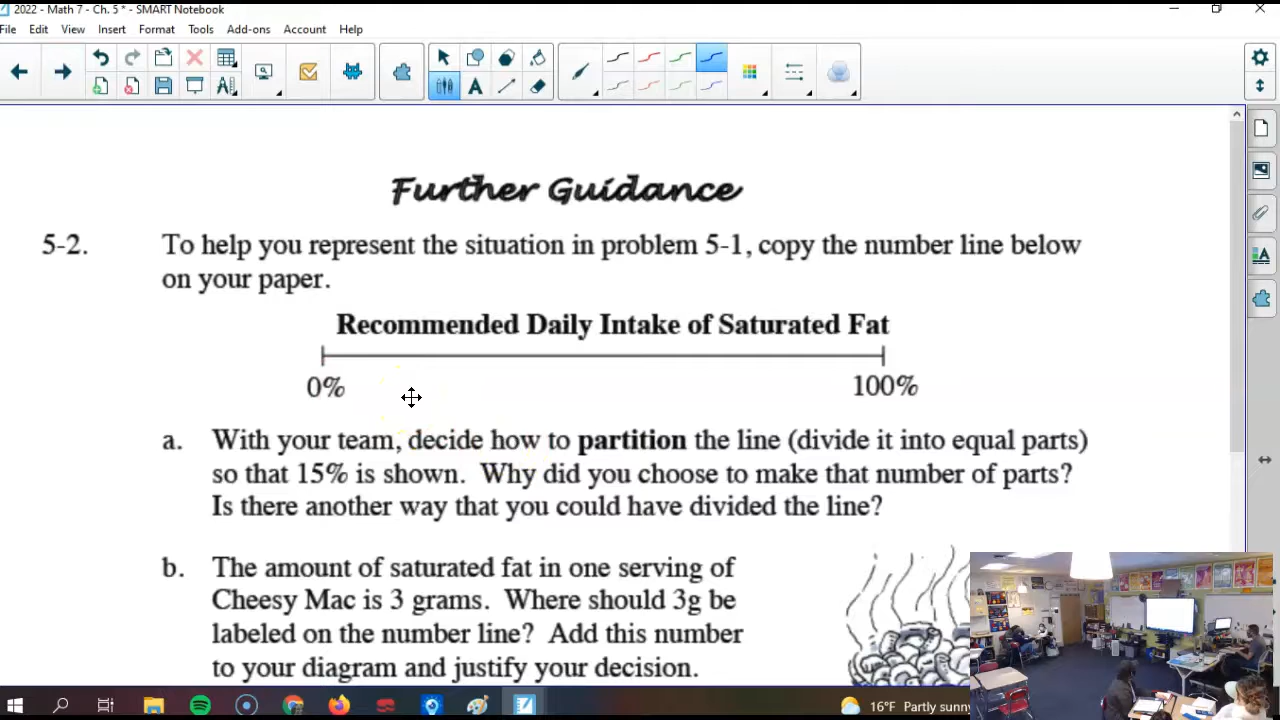 2022 - Math 7 - Ch. 5 * - SMART Notebook
File Edit View Insert Format Tools Add-ons Account Help
Further Guidance
5-2. To help you represent the situation in problem 5-1, copy the number line below
on your paper.
Recommended Daily Intake of Saturated Fat
0% 100%
a. With your team, decide how to partition the line (divide it into equal parts)
so that 15% is shown. Why did you choose to make that number of parts?
Is there another way that you could have divided the line?
b. The amount of saturated fat in one serving of
Cheesy Mac is 3 grams. Where should 3g be
labeled on the number line? Add this number
to your diagram and justify your decision.
16°F Partly sunny